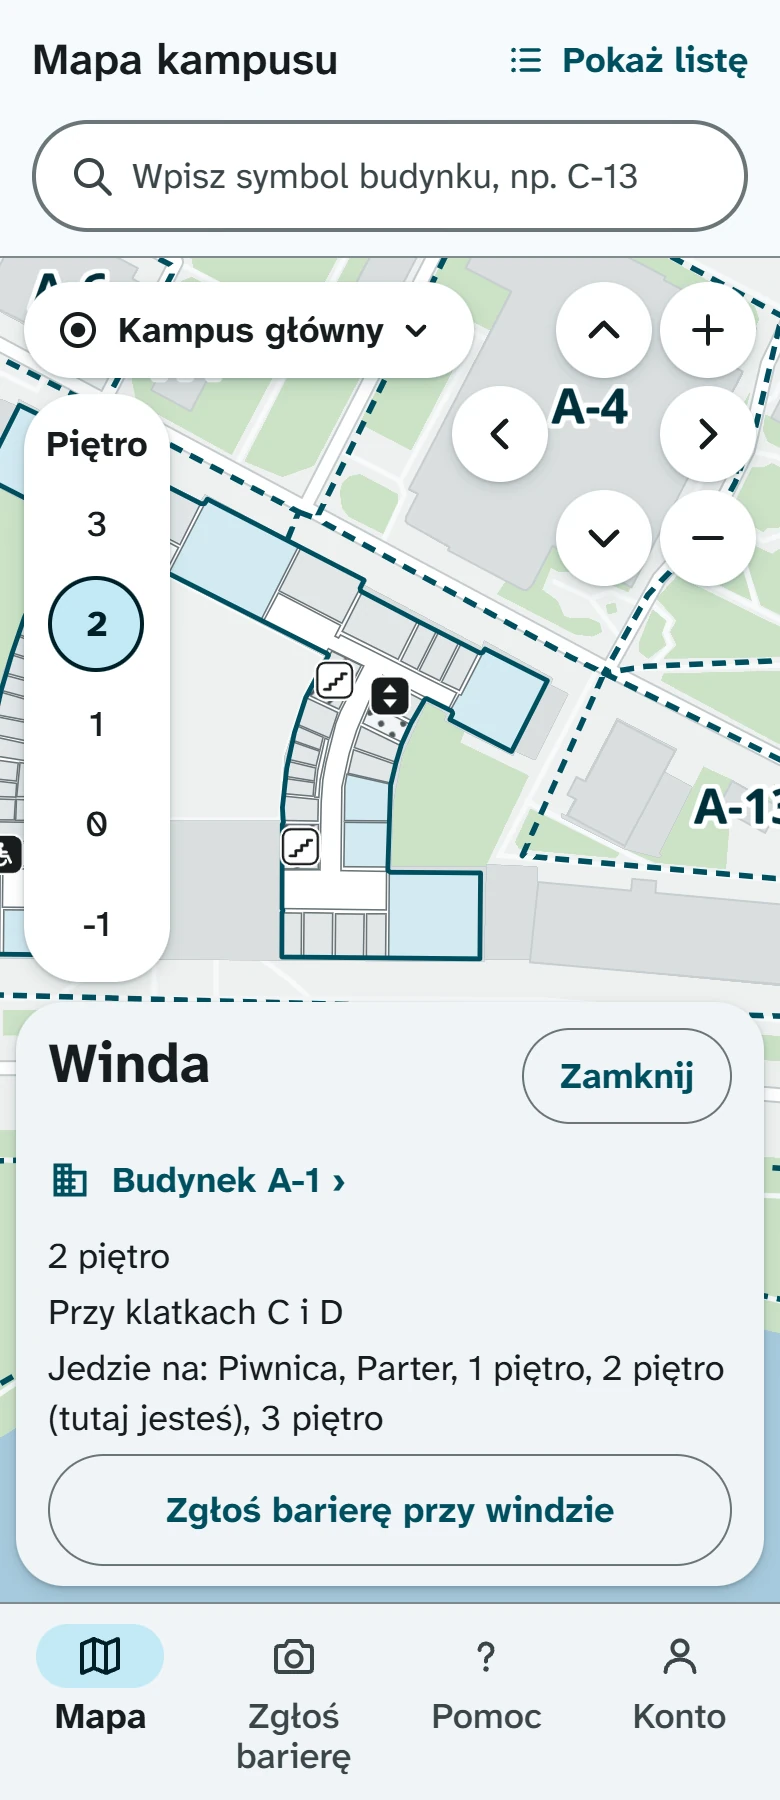 Mapa kampusu
Pokaż listę
Wpisz symbol budynku, np. C-13
Kampus główny
A-4
Piętro
3
2
1
0
-1
A-13
Winda
Zamknij
Budynek A-1 ›
2 piętro
Przy klatkach C i D
Jedzie na: Piwnica, Parter, 1 piętro, 2 piętro
(tutaj jesteś), 3 piętro
Zgłoś barierę przy windzie
Mapa
Zgłoś
barierę
Pomoc
Konto